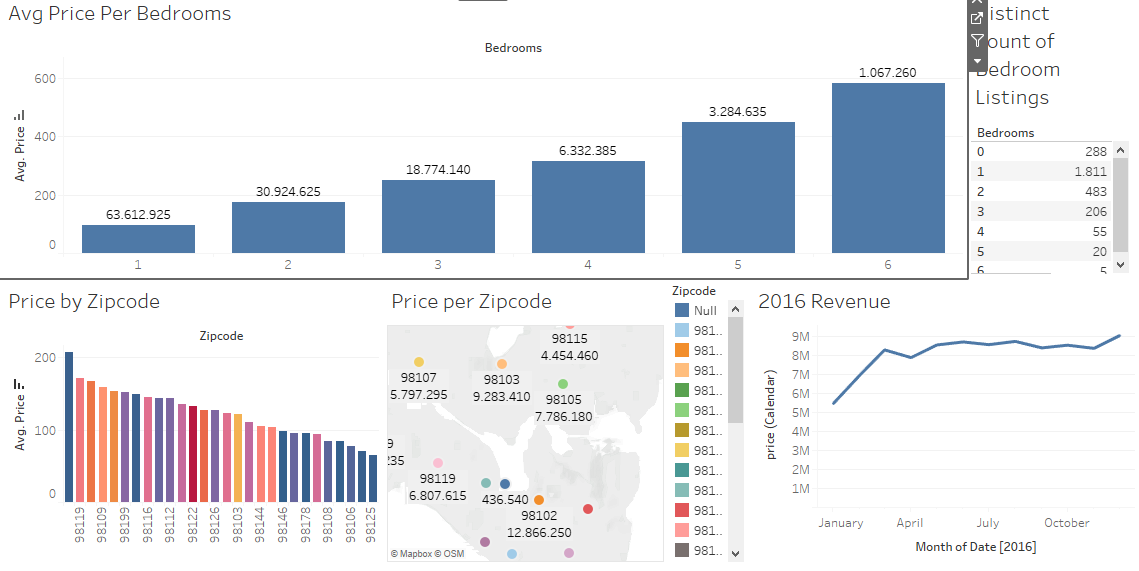 Avg Price Per Bedrooms
Bedrooms
Avg. Price
600
400
200
0
63.612.925
30.924.625
18.774.140
6.332.385
3.284.635
1.067.260
1
2
3
4
5
6
istinct
ount of
Bedroom
Listings
Bedrooms
0 288
1 1.811
2 483
3 206
4 55
5 20
6 5
Price by Zipcode
Zipcode
Avg. Price
200
100
0
98119
98109
98199
98116
98112
98122
98126
98103
98144
98146
98178
98108
98106
98125
Price per Zipcode
98115
4.454.460
98107
5.797.295
98103
9.283.410
98105
7.786.180
9
235
98119
6.807.615
436.540
98102
12.866.250
© Mapbox © OSM
Zipcode
Null
981..
981..
981..
981..
981..
981..
981..
981..
981..
981..
981..
981..
2016 Revenue
price (Calendar)
9M
8M
7M
6M
5M
4M
3M
2M
1M
January
April
July
October
Month of Date [2016]